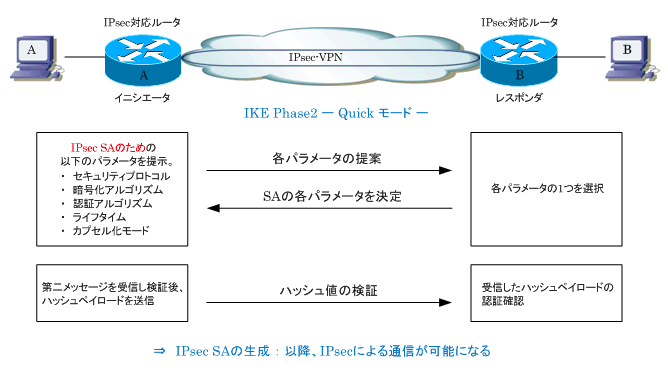 IPsec対応ルータ
IPsec対応ルータ
A
IPsec-VPN
B
A
B
イニシエータ
レスポンダ
IKE Phase2 ー Quick モード ー
IPsec SAのための
以下のパラメータを提示。
・ セキュリティプロトコル
・ 暗号化アルゴリズム
・ 認証アルゴリズム
・ ライフタイム
・ カプセル化モード
各パラメータの提案
SAの各パラメータを決定
各パラメータの1つを選択
第二メッセージを受信し検証後、
ハッシュペイロードを送信
ハッシュ値の検証
受信したハッシュペイロードの
認証確認
⇒ IPsec SAの生成 : 以降、IPsecによる通信が可能になる